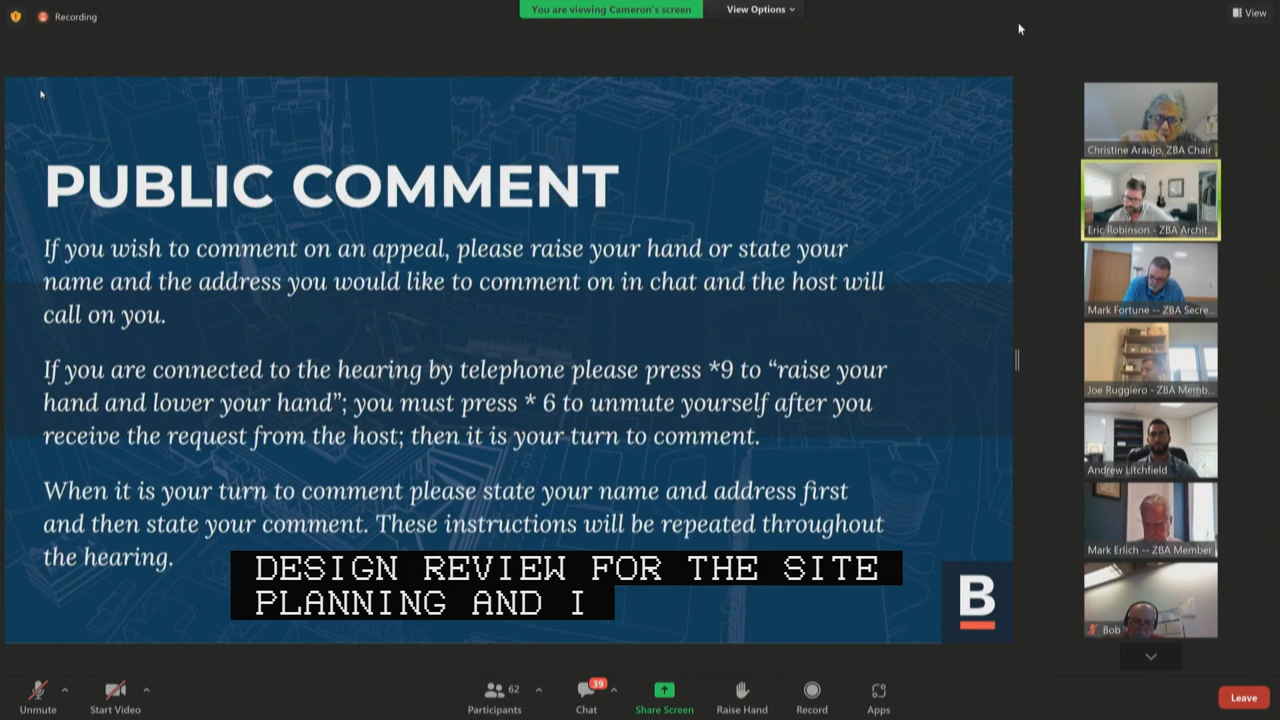 Recording
You are viewing Cameron's screen
View Options
View
PUBLIC COMMENT
If you wish to comment on an appeal, please raise your hand or state your
name and the address you would like to comment on in chat and the host will
call on you.
If you are connected to the hearing by telephone please press *9 to “raise your
hand and lower your hand”; you must press * 6 to unmute yourself after you
receive the request from the host; then it is your turn to comment.
When it is your turn to comment please state your name and address first
and then state your comment. These instructions will be repeated throughout
the hearing.
DESIGN REVIEW FOR THE SITE
PLANNING AND I
B
Christine Araujo, ZBA Chair
Eric Robinson - ZBA Archit...
Mark Fortune -- ZBA Secre...
Joe Ruggiero - ZBA Memb...
Andrew Litchfield
Mark Erlich -- ZBA Member
Bob
Unmute
Start Video
62
Participants
39
Chat
Share Screen
Raise Hand
Record
Apps
Leave